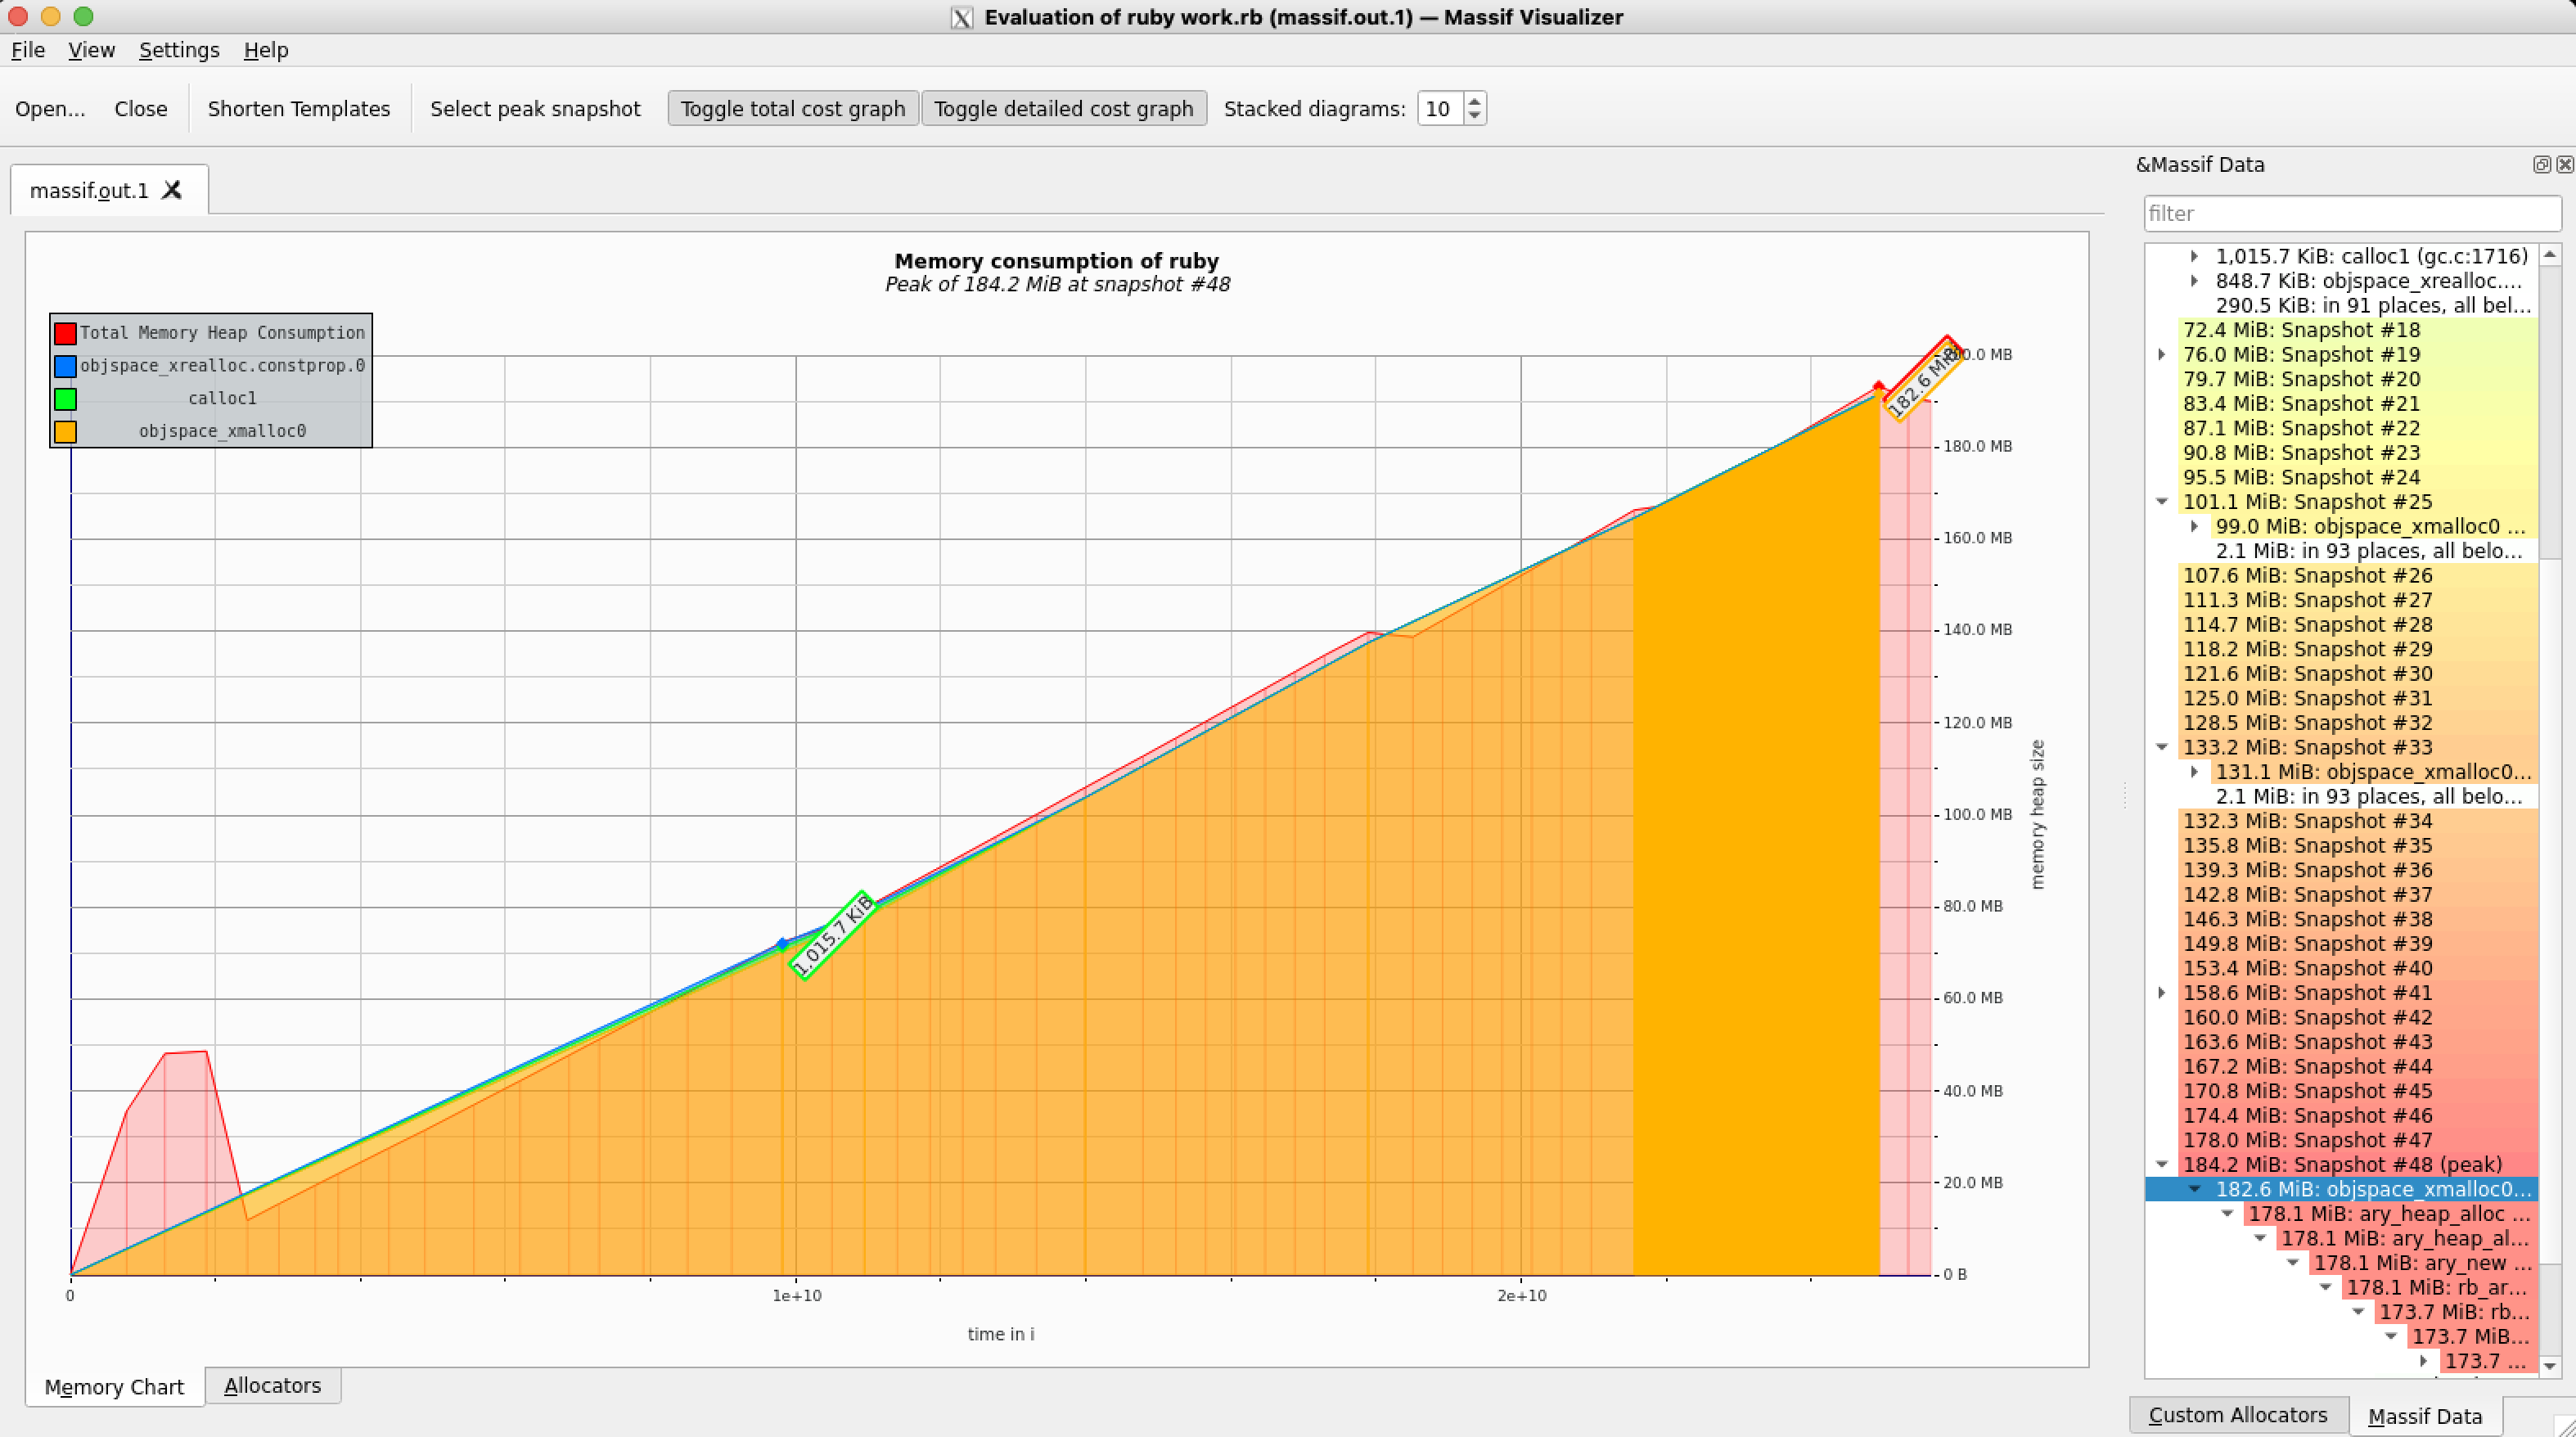 Evaluation of ruby work.rb (massif.out.1) — Massif Visualizer
File View Settings Help
Open... Close Shorten Templates Select peak snapshot Toggle total cost graph Toggle detailed cost graph Stacked diagrams: 10
massif.out.1
Memory consumption of ruby
Peak of 184.2 MiB at snapshot #48
Total Memory Heap Consumption
objspace_xrealloc.constprop.0
calloc1
objspace_xmalloc0
182.6 MiB
1,015.7 KiB
180.0 MB
160.0 MB
140.0 MB
120.0 MB
100.0 MB
80.0 MB
60.0 MB
40.0 MB
20.0 MB
0 B
memory heap size
0
1e+10
2e+10
time in i
Memory Chart
Allocators
&Massif Data
filter
1,015.7 KiB: calloc1 (gc.c:1716)
848.7 KiB: objspace_xrealloc....
290.5 KiB: in 91 places, all bel...
72.4 MiB: Snapshot #18
76.0 MiB: Snapshot #19
79.7 MiB: Snapshot #20
83.4 MiB: Snapshot #21
87.1 MiB: Snapshot #22
90.8 MiB: Snapshot #23
95.5 MiB: Snapshot #24
101.1 MiB: Snapshot #25
99.0 MiB: objspace_xmalloc0 ...
2.1 MiB: in 93 places, all belo...
107.6 MiB: Snapshot #26
111.3 MiB: Snapshot #27
114.7 MiB: Snapshot #28
118.2 MiB: Snapshot #29
121.6 MiB: Snapshot #30
125.0 MiB: Snapshot #31
128.5 MiB: Snapshot #32
133.2 MiB: Snapshot #33
131.1 MiB: objspace_xmalloc0...
2.1 MiB: in 93 places, all belo...
132.3 MiB: Snapshot #34
135.8 MiB: Snapshot #35
139.3 MiB: Snapshot #36
142.8 MiB: Snapshot #37
146.3 MiB: Snapshot #38
149.8 MiB: Snapshot #39
153.4 MiB: Snapshot #40
158.6 MiB: Snapshot #41
160.0 MiB: Snapshot #42
163.6 MiB: Snapshot #43
167.2 MiB: Snapshot #44
170.8 MiB: Snapshot #45
174.4 MiB: Snapshot #46
178.0 MiB: Snapshot #47
184.2 MiB: Snapshot #48 (peak)
182.6 MiB: objspace_xmalloc0...
178.1 MiB: ary_heap_alloc ...
178.1 MiB: ary_heap_al...
178.1 MiB: ary_new ...
178.1 MiB: rb_ar...
173.7 MiB: rb...
173.7 MiB...
173.7 ...
Custom Allocators
Massif Data